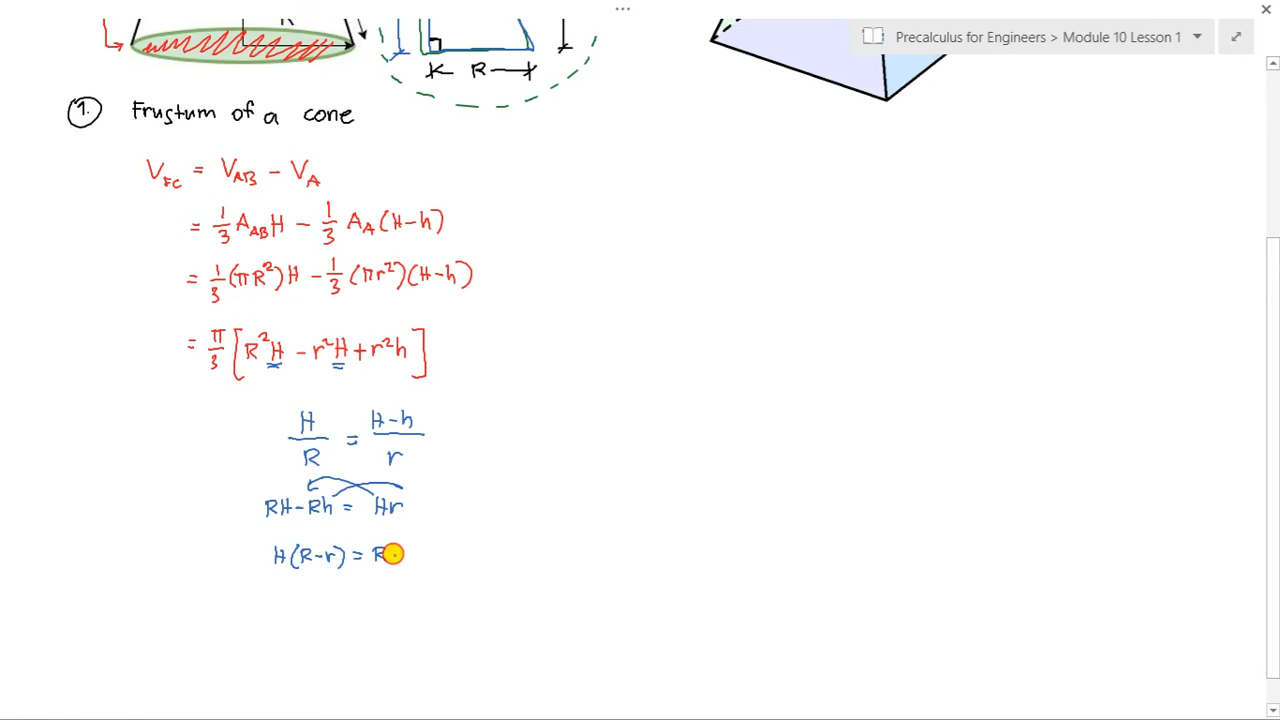 Precalculus for Engineers > Module 10 Lesson 1
R
1. Frustum of a cone
V_FC = V_AB - V_A
= 1/3 A_AB H - 1/3 A_A (H-h)
= 1/3 (πR²)H - 1/3 (πr²)(H-h)
= π/3 [R²H - r²H + r²h]
H/R = (H-h)/r
RH-Rh = Hr
H(R-r) = R